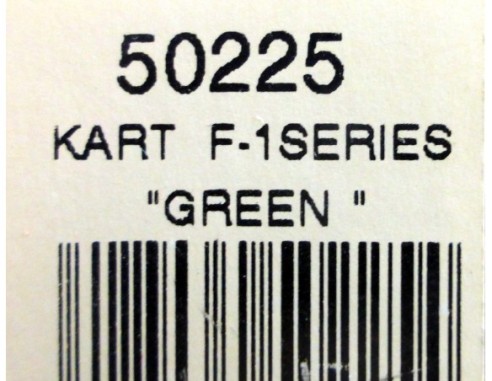 50225
KART F-1SERIES
"GREEN "